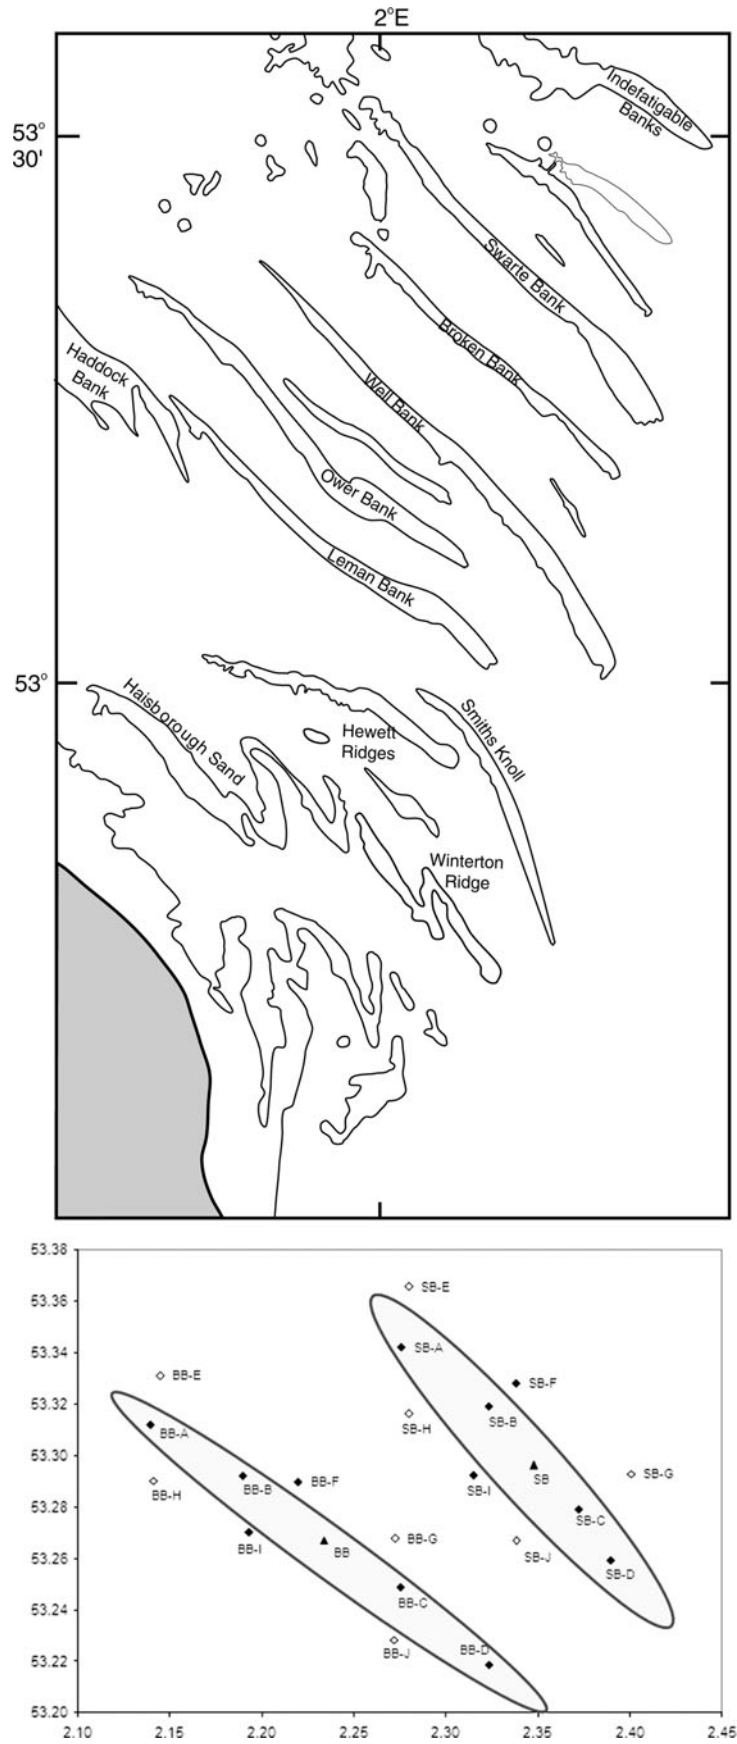 2°E
Indefatigable
Banks
53°
30'
Swarte Bank
Broken Bank
Haddock
Bank
Well Bank
Ower Bank
Leman Bank
53°
Haisborough Sand
Smiths Knoll
Hewett
Ridges
Winterton
Ridge
53.38
53.36
SB-E
53.34
SB-A
BB-E
SB-F
53.32
BB-A
SB-B
SB-H
53.30
BB-H
BB-B
BB-F
SB-I
SB
SB-G
53.28
SB-C
BB-I
BB
BB-G
SB-J
53.26
SB-D
BB-C
53.24
BB-J
BB-D
53.22
53.20
2.10 2.15 2.20 2.25 2.30 2.35 2.40 2.45